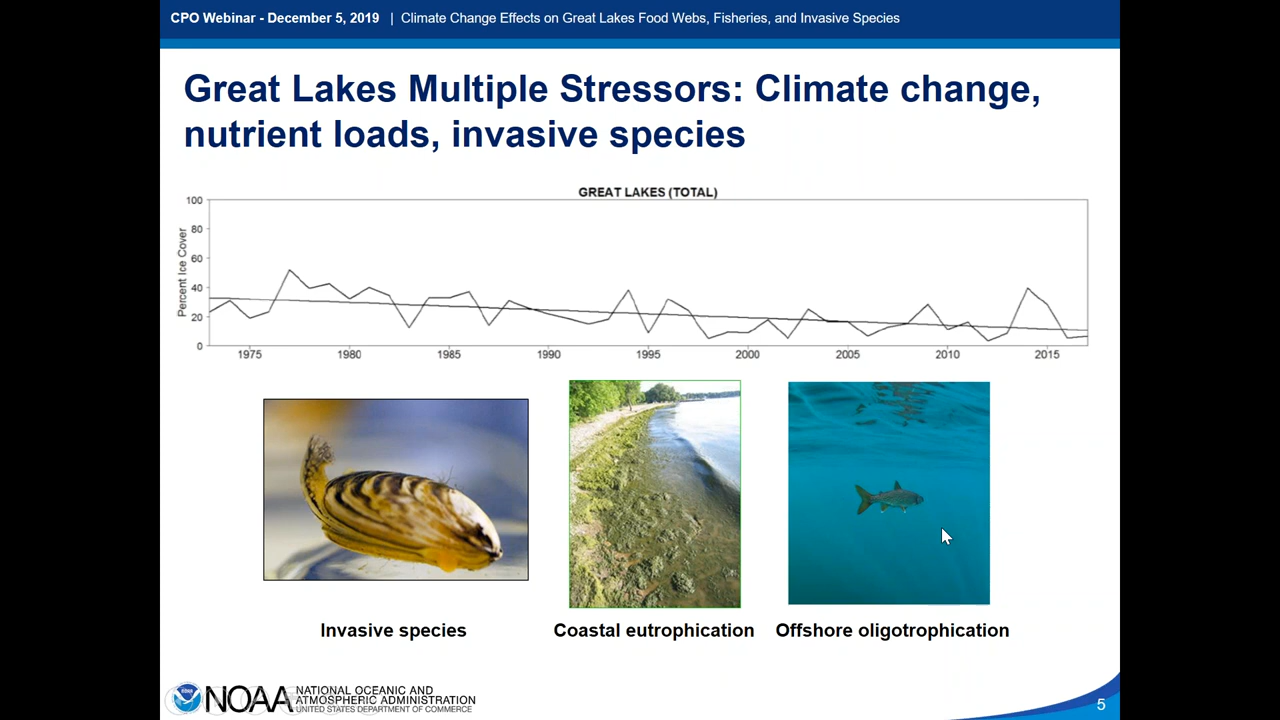 CPO Webinar - December 5, 2019 | Climate Change Effects on Great Lakes Food Webs, Fisheries, and Invasive Species
Great Lakes Multiple Stressors: Climate change,
nutrient loads, invasive species
GREAT LAKES (TOTAL)
Percent Ice Cover
100
80
60
40
20
0
1975 1980 1985 1990 1995 2000 2005 2010 2015
Invasive species Coastal eutrophication Offshore oligotrophication
NOAA
NATIONAL OCEANIC AND
ATMOSPHERIC ADMINISTRATION
UNITED STATES DEPARTMENT OF COMMERCE
5